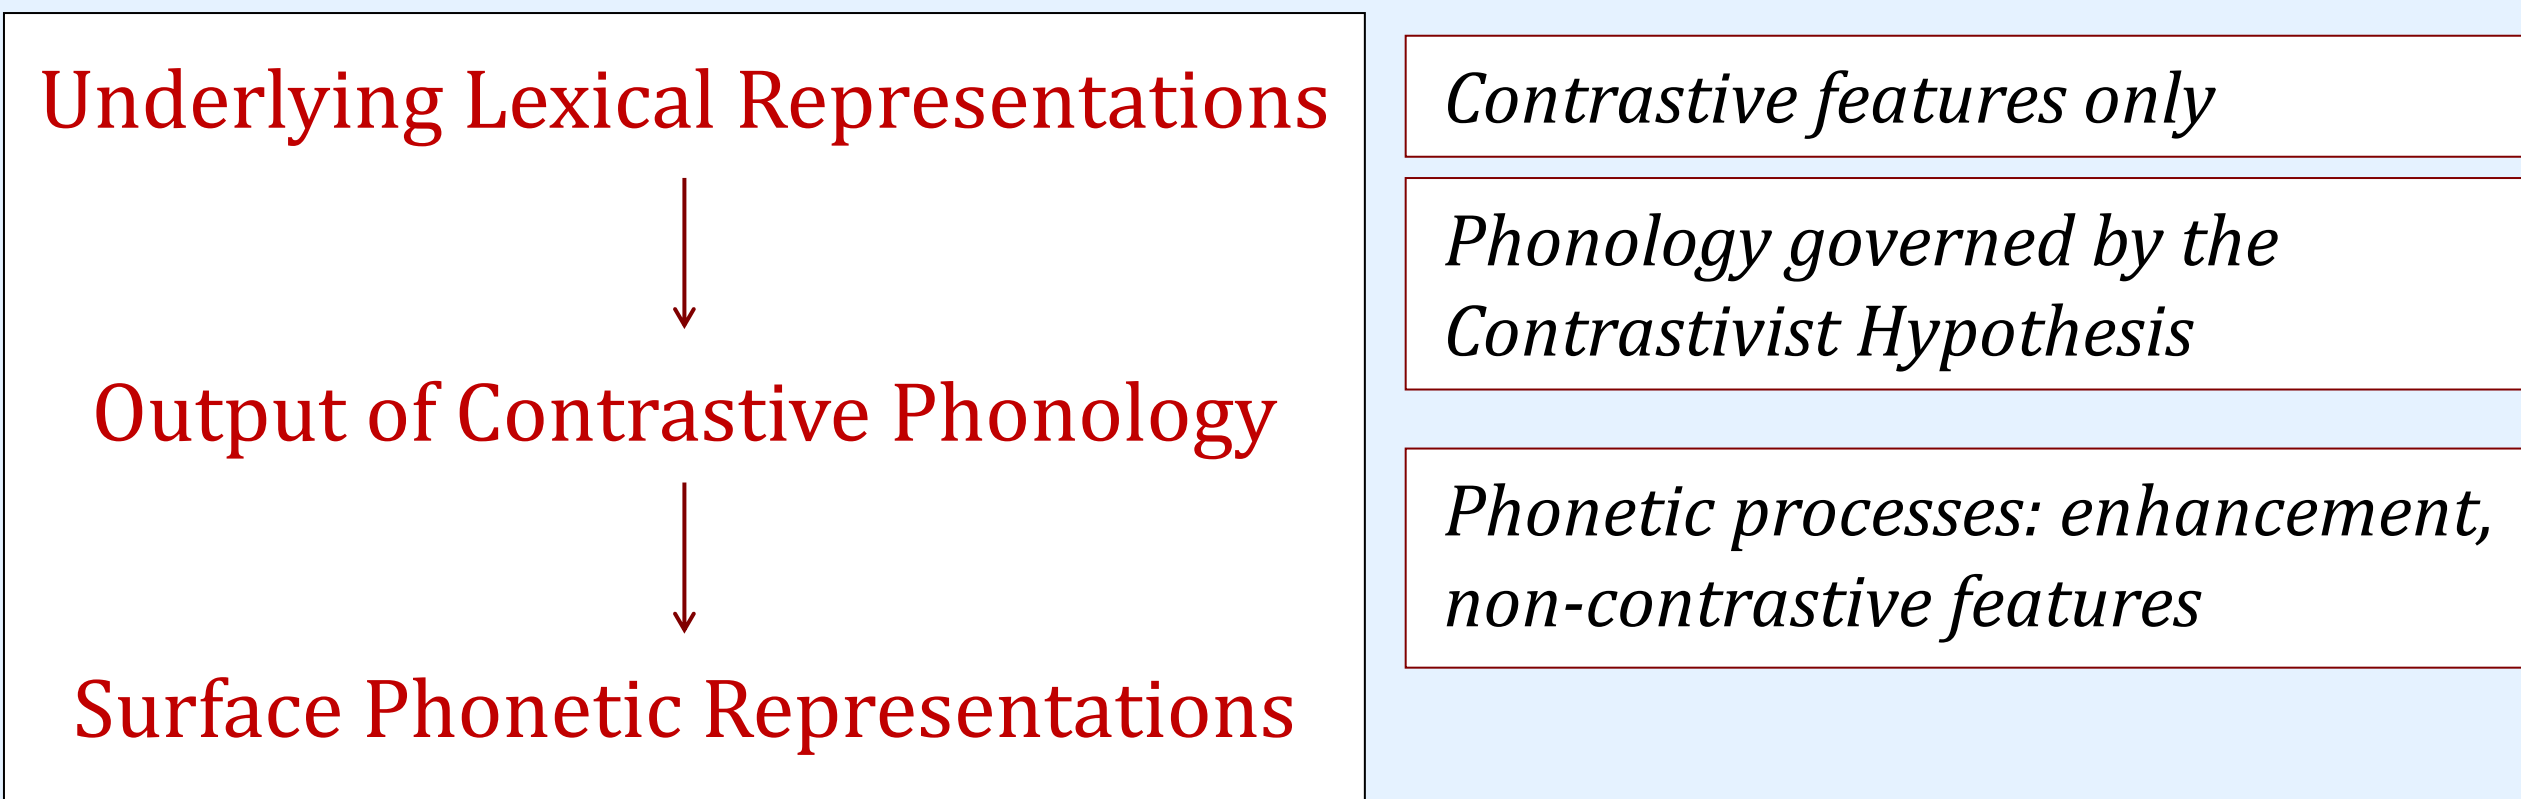 Underlying Lexical Representations
Contrastive features only
Phonology governed by the
Contrastivist Hypothesis
Output of Contrastive Phonology
Phonetic processes: enhancement,
non-contrastive features
Surface Phonetic Representations